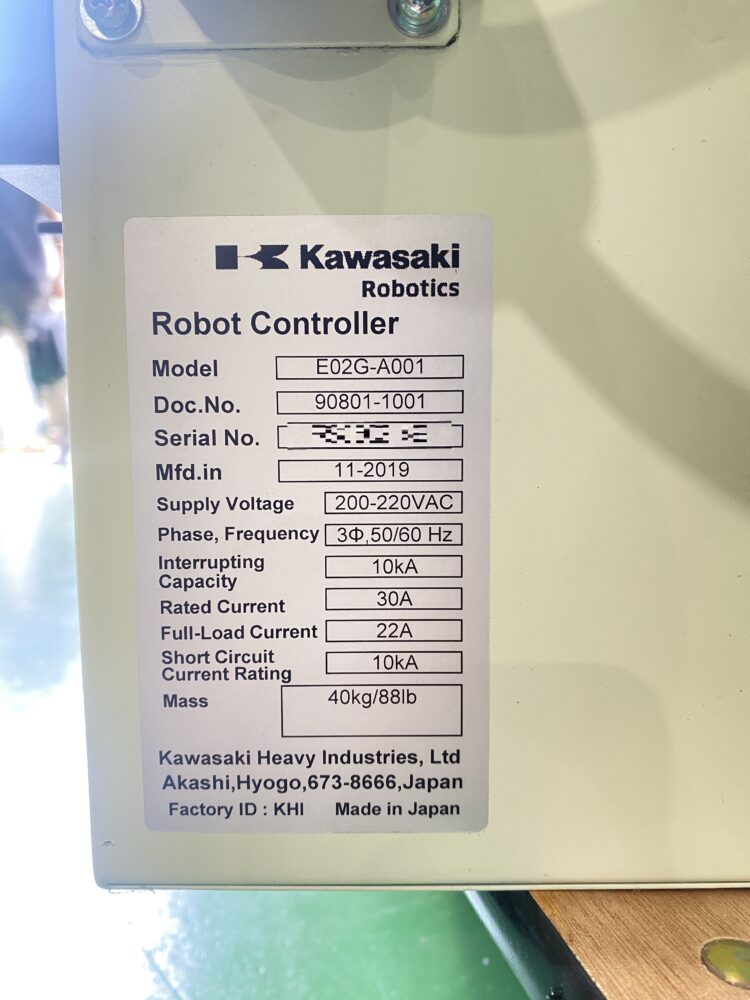 Kawasaki
Robotics
Robot Controller
Model E02G-A001
Doc.No. 90801-1001
Serial No.
Mfd.in 11-2019
Supply Voltage 200-220VAC
Phase, Frequency 3Φ,50/60 Hz
Interrupting Capacity 10kA
Rated Current 30A
Full-Load Current 22A
Short Circuit Current Rating 10kA
Mass 40kg/88lb
Kawasaki Heavy Industries, Ltd
Akashi,Hyogo,673-8666,Japan
Factory ID : KHI Made in Japan